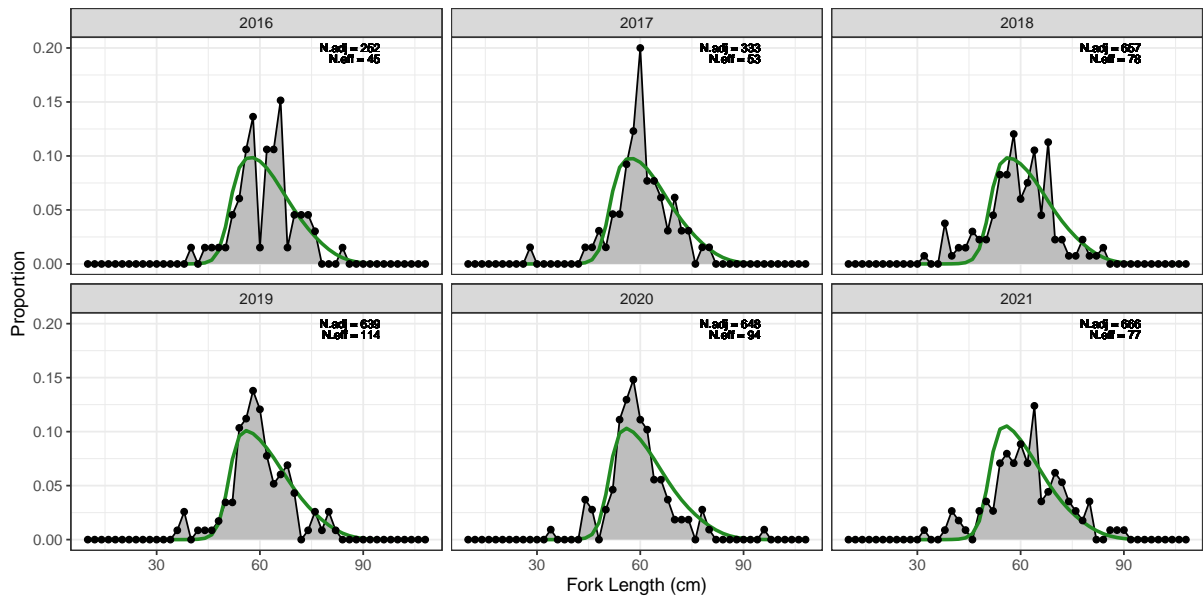 2016
2017
2018
N.adj = 252
N.eff = 45
N.adj = 333
N.eff = 53
N.adj = 657
N.eff = 78
0.20
0.15
0.10
0.05
0.00
2019
2020
2021
N.adj = 639
N.eff = 114
N.adj = 648
N.eff = 94
N.adj = 666
N.eff = 77
0.20
0.15
0.10
0.05
0.00
30
60
90
30
60
90
30
60
90
Proportion
Fork Length (cm)